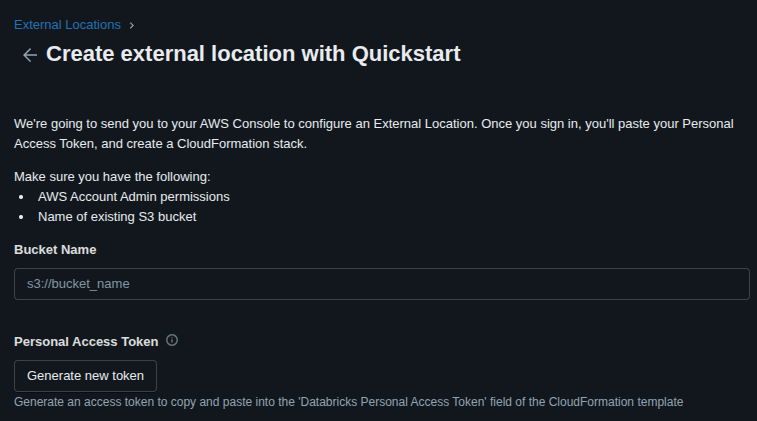 External Locations
Create external location with Quickstart
We're going to send you to your AWS Console to configure an External Location. Once you sign in, you'll paste your Personal
Access Token, and create a CloudFormation stack.
Make sure you have the following:
AWS Account Admin permissions
Name of existing S3 bucket
Bucket Name
s3://bucket_name
Personal Access Token
Generate new token
Generate an access token to copy and paste into the 'Databricks Personal Access Token' field of the CloudFormation template